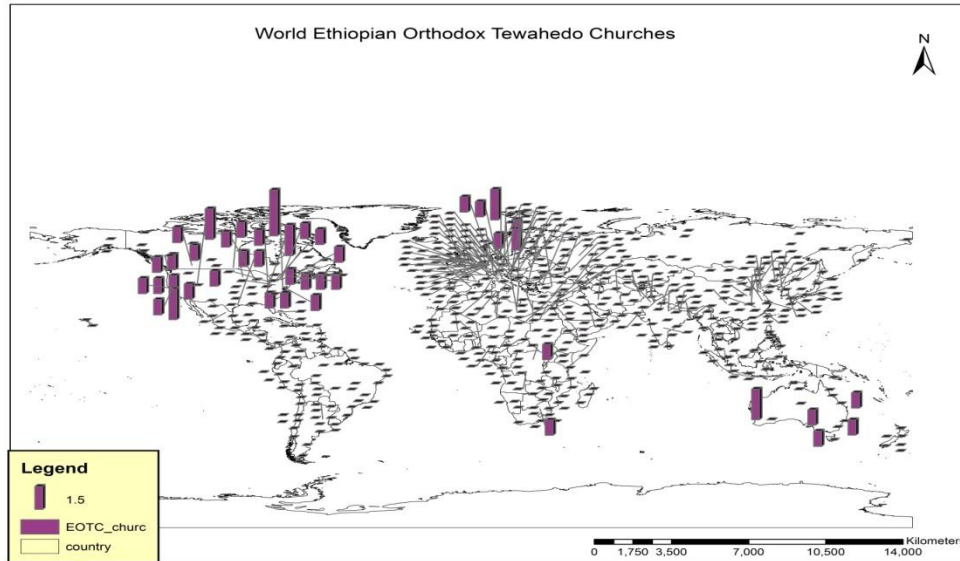 World Ethiopian Orthodox Tewahedo Churches
N
Legend
1.5
EOTC_churc
country
Kilometers
0 1,750 3,500 7,000 10,500 14,000